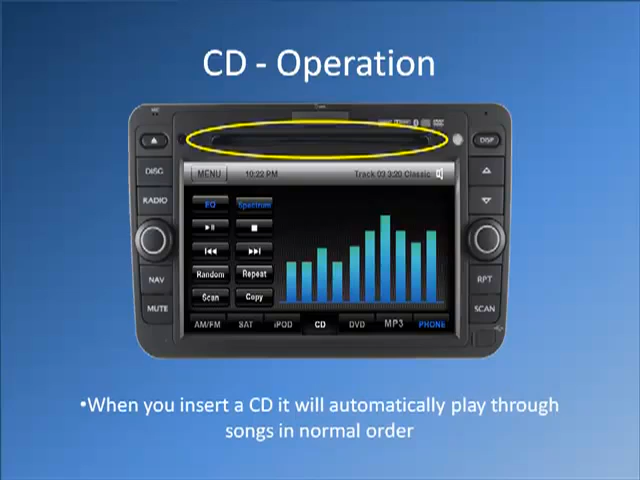 CD - Operation
DISP
DISC
MENU 10:22 PM Track 03 3:20 Classic
RADIO
EQ Spectrum
Random Repeat
NAV RPT
Scan Copy
MUTE SCAN
AM/FM SAT iPOD CD DVD MP3 PHONE
•When you insert a CD it will automatically play through
songs in normal order